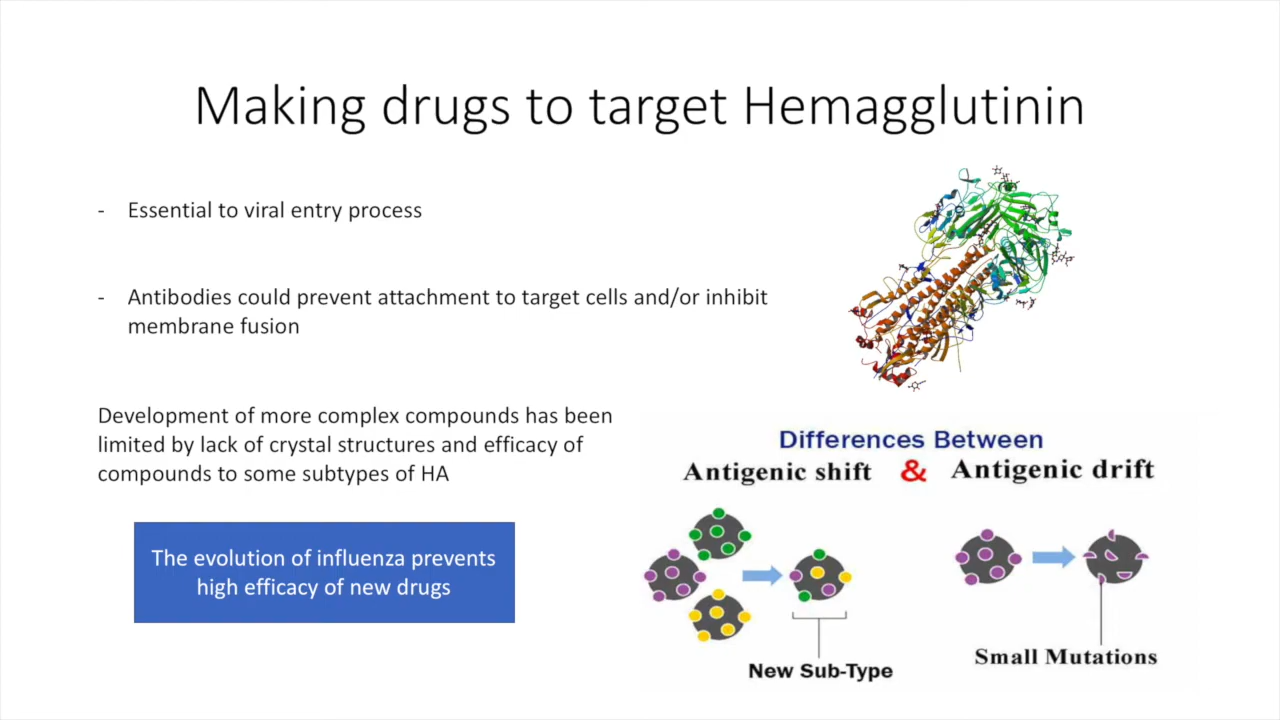 Making drugs to target Hemagglutinin
- Essential to viral entry process
- Antibodies could prevent attachment to target cells and/or inhibit
membrane fusion
Development of more complex compounds has been
limited by lack of crystal structures and efficacy of
compounds to some subtypes of HA
The evolution of influenza prevents
high efficacy of new drugs
Differences Between
Antigenic shift & Antigenic drift
New Sub-Type
Small Mutations